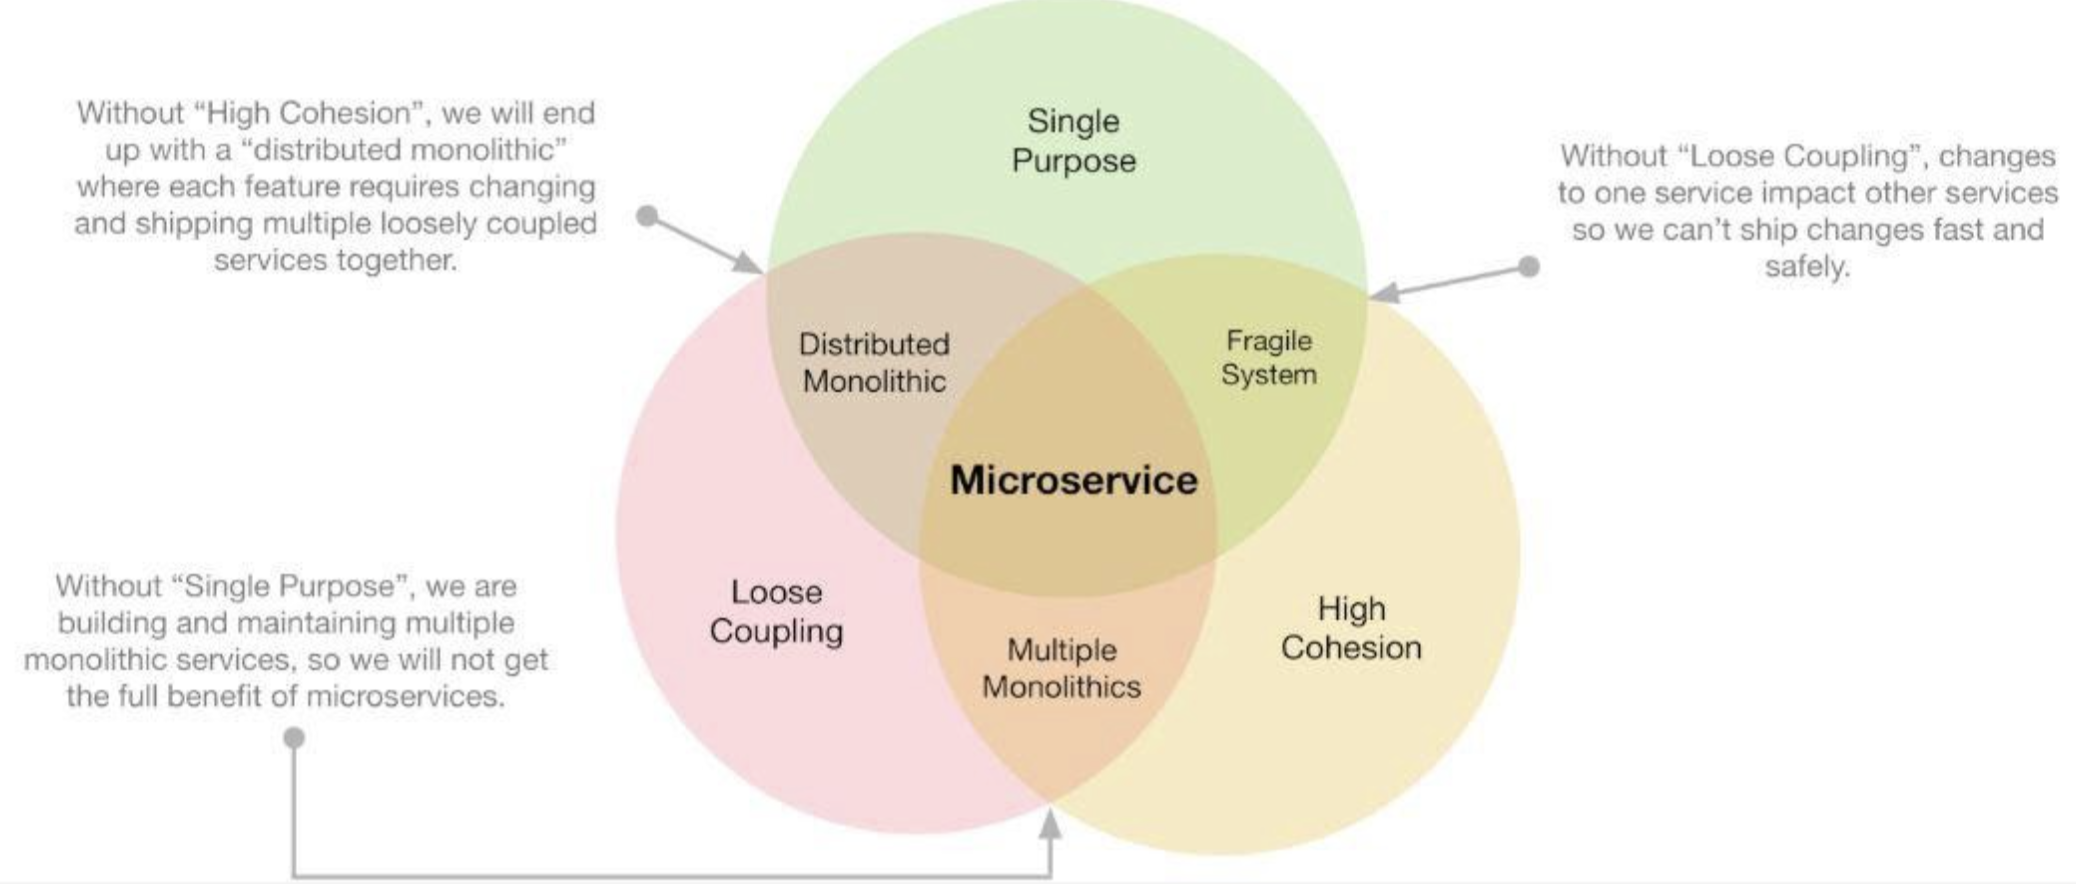 Without “High Cohesion”, we will end
up with a “distributed monolithic”
where each feature requires changing
and shipping multiple loosely coupled
services together.
Single
Purpose
Without “Loose Coupling”, changes
to one service impact other services
so we can’t ship changes fast and
safely.
Distributed
Monolithic
Fragile
System
Microservice
Without “Single Purpose”, we are
building and maintaining multiple
monolithic services, so we will not get
the full benefit of microservices.
Loose
Coupling
Multiple
Monolithics
High
Cohesion